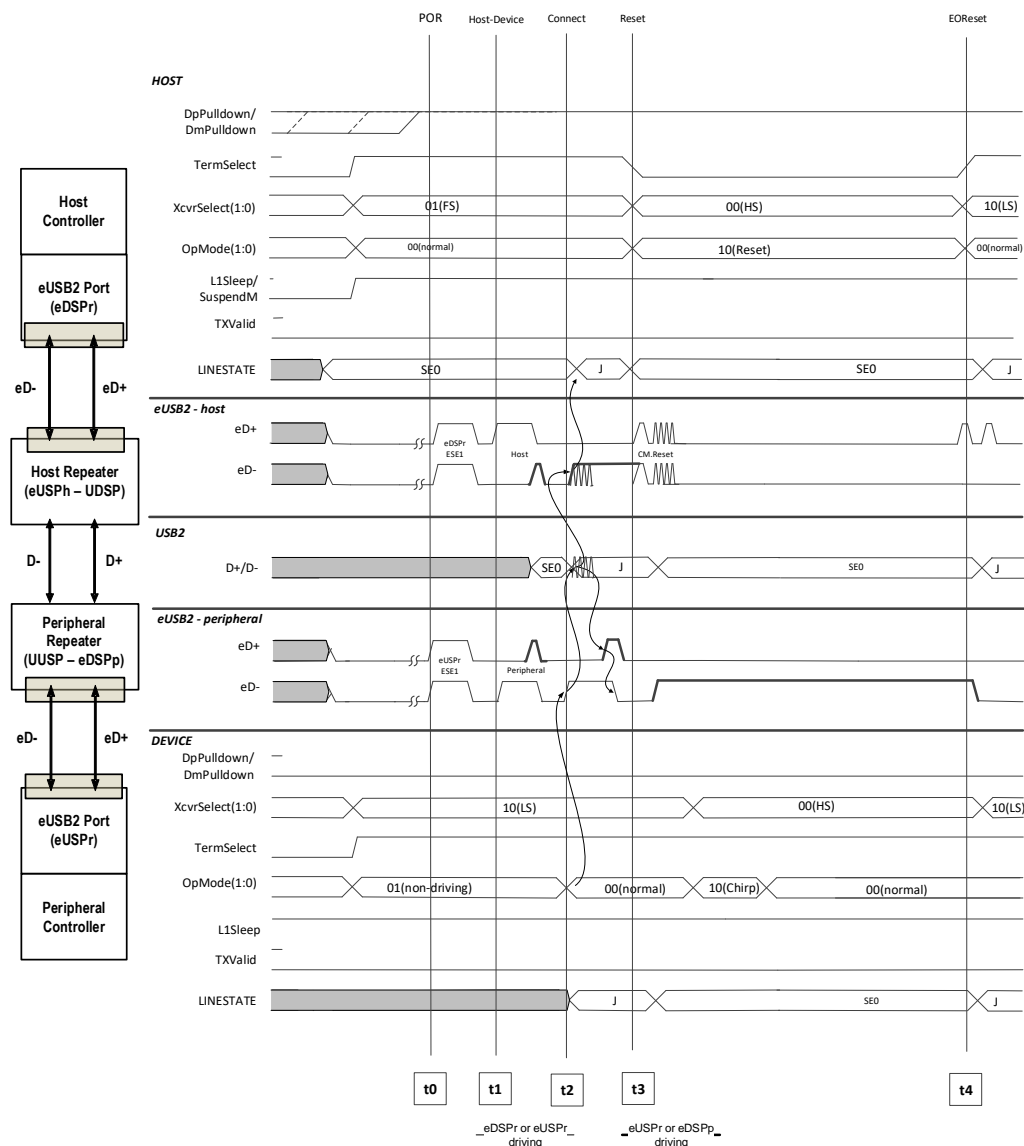 POR Host-Device Connect Reset EOReset
HOST
DpPulldown/
DmPulldown
TermSelect
XcvrSelect(1:0) 01(FS) 00(HS) 10(LS)
OpMode(1:0) 00(normal) 10(Reset) 00(normal)
L1Sleep/
SuspendM
TXValid
LINESTATE SE0 J SE0 J
eUSB2 - host
eD+ eDSPr
ESE1 Host CM.Reset
eD-
USB2
D+/D- SE0 J SE0 J
eUSB2 - peripheral
eD+ eUSPr
ESE1 Peripheral
eD-
DEVICE
DpPulldown/
DmPulldown
XcvrSelect(1:0) 10(LS) 00(HS) 10(LS)
TermSelect
OpMode(1:0) 01(non-driving) 00(normal) 10(Chirp) 00(normal)
L1Sleep
TXValid
LINESTATE J SE0 J
t0 t1 t2 t3 t4
eDSPr or eUSPr
driving
eUSPr or eDSPp
driving
Host
Controller
eUSB2 Port
(eDSPr)
eD- eD+
Host Repeater
(eUSPh – UDSP)
D- D+
Peripheral
Repeater
(UUSP – eDSPp)
eD- eD+
eUSB2 Port
(eUSPr)
Peripheral
Controller